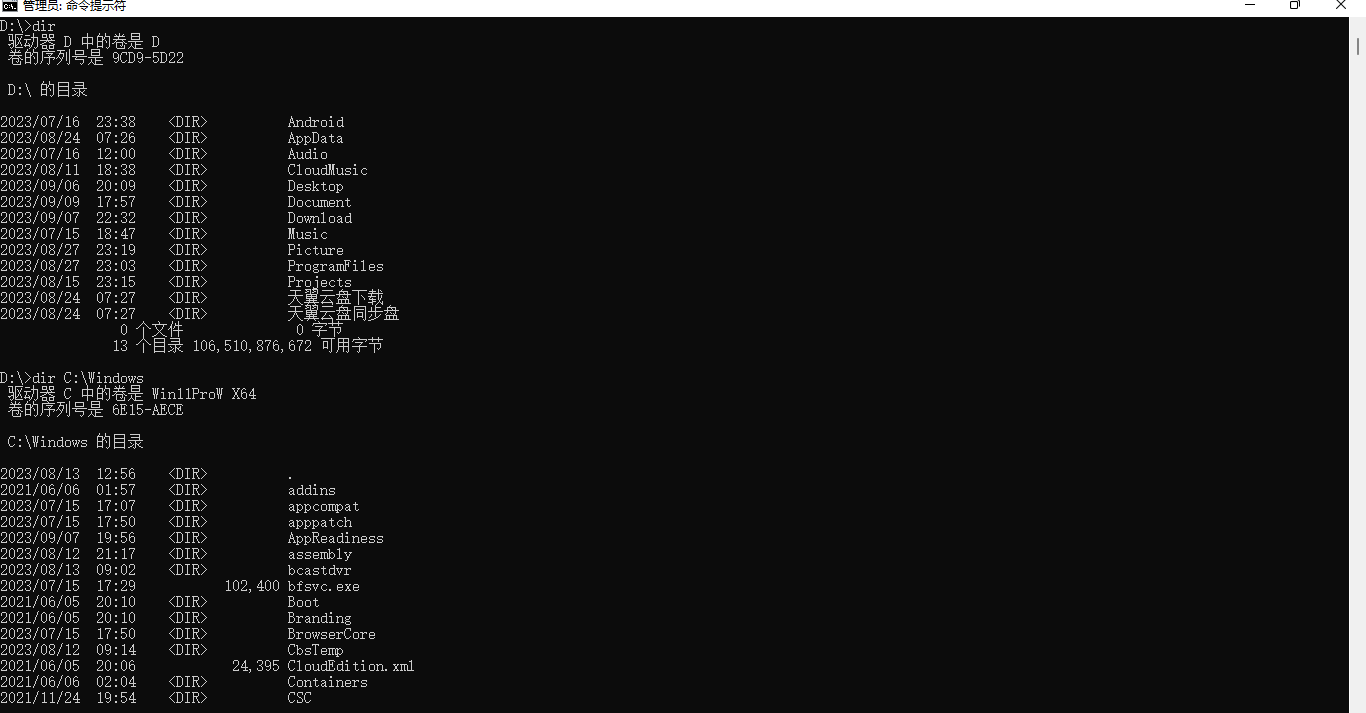 管理员: 命令提示符
D:\>dir
驱动器 D 中的卷是 D
卷的序列号是 9CD9-5D22
D:\ 的目录
2023/07/16  23:38    <DIR>          Android
2023/08/24  07:26    <DIR>          AppData
2023/07/16  12:00    <DIR>          Audio
2023/08/11  18:38    <DIR>          CloudMusic
2023/09/06  20:09    <DIR>          Desktop
2023/09/09  17:57    <DIR>          Document
2023/09/07  22:32    <DIR>          Download
2023/07/15  18:47    <DIR>          Music
2023/08/27  23:19    <DIR>          Picture
2023/08/27  23:03    <DIR>          ProgramFiles
2023/08/15  23:15    <DIR>          Projects
2023/08/24  07:27    <DIR>          天翼云盘下载
2023/08/24  07:27    <DIR>          天翼云盘同步盘
0 个文件              0 字节
13 个目录 106,510,876,672 可用字节
D:\>dir C:\Windows
驱动器 C 中的卷是 Win11ProW X64
卷的序列号是 6E15-AECE
C:\Windows 的目录
2023/08/13  12:56    <DIR>          .
2021/06/06  01:57    <DIR>          addins
2023/07/15  17:07    <DIR>          appcompat
2023/07/15  17:50    <DIR>          apppatch
2023/09/07  19:56    <DIR>          AppReadiness
2023/08/12  21:17    <DIR>          assembly
2023/08/13  09:02    <DIR>          bcastdvr
2023/07/15  17:29           102,400 bfsvc.exe
2021/06/05  20:10    <DIR>          Boot
2021/06/05  20:10    <DIR>          Branding
2023/07/15  17:50    <DIR>          BrowserCore
2023/08/12  09:14    <DIR>          CbsTemp
2021/06/05  20:06            24,395 CloudEdition.xml
2021/06/06  02:04    <DIR>          Containers
2021/11/24  19:54    <DIR>          CSC